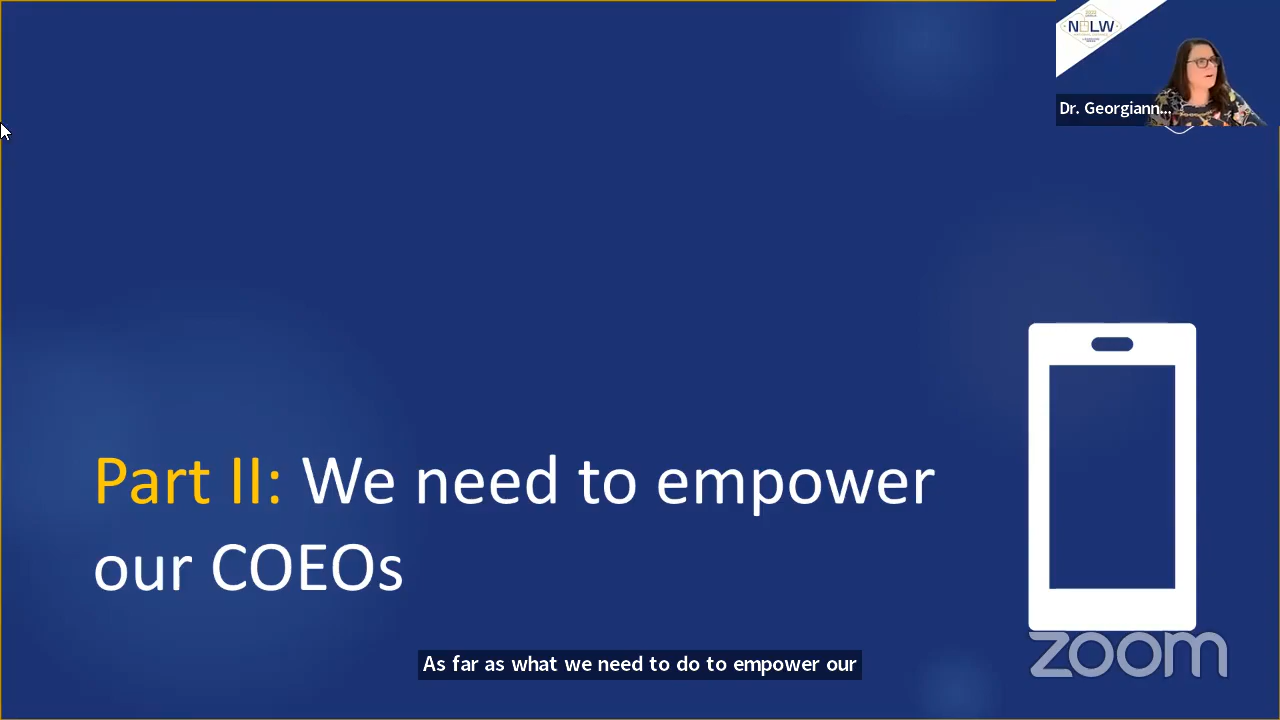 NLW
Dr. Georgiann...
Part II: We need to empower
our COEOs
As far as what we need to do to empower our
zoom